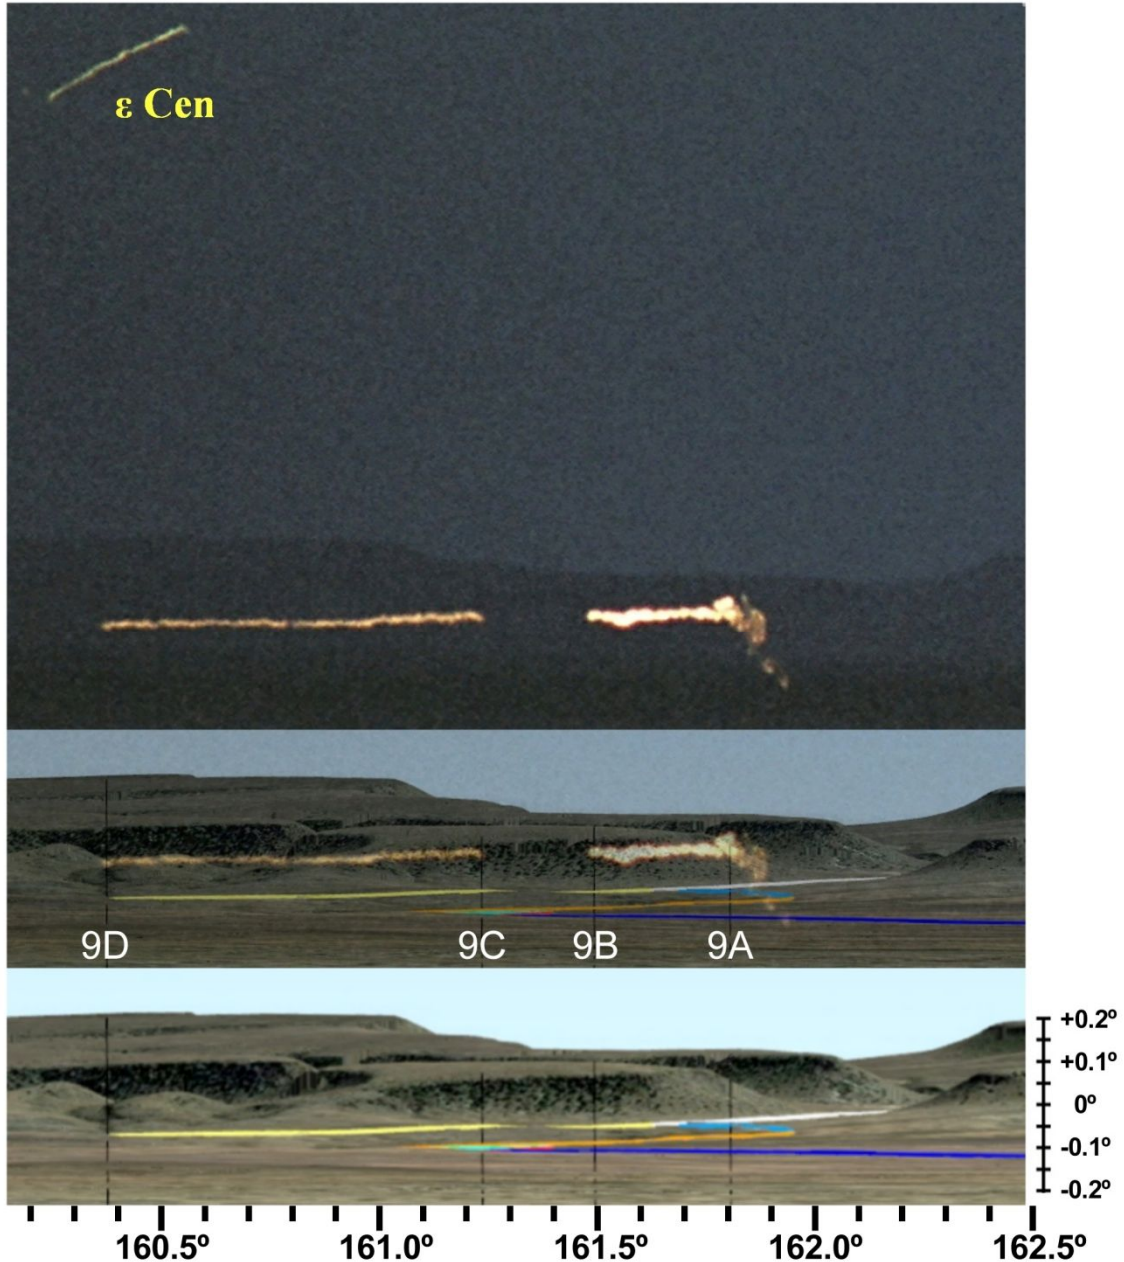 ε Cen
9D
9C
9B
9A
+0.2º
+0.1º
0º
-0.1º
-0.2º
160.5º
161.0º
161.5º
162.0º
162.5º